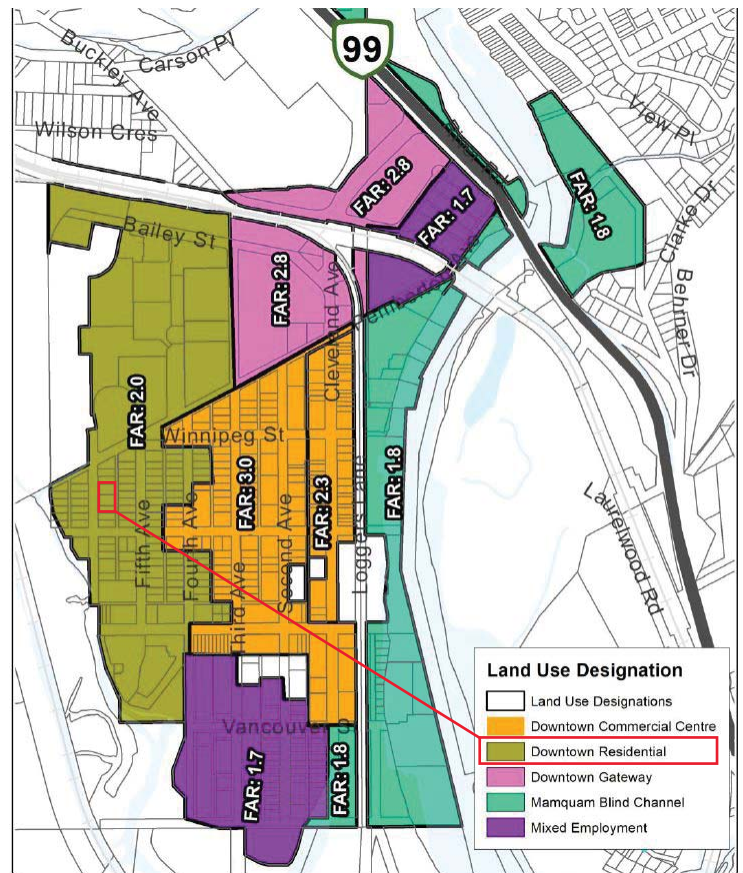 99
Buckley Ave
Carson Pl
Wilson Cres
View Pl
Clarke Dr
Behrner Dr
Bailey St
FAR: 2.8
FAR: 1.7
FAR: 1.8
FAR: 2.8
Cleveland Ave
FAR: 2.0
Winnipeg St
FAR: 3.0
FAR: 2.3
FAR: 1.8
Loggers Lane
Laurelwood Rd
Fifth Ave
Fourth Ave
Third Ave
Second Ave
Vancouver S
FAR: 1.7
FAR: 1.8
P
Land Use Designation
Land Use Designations
Downtown Commercial Centre
Downtown Residential
Downtown Gateway
Mamquam Blind Channel
Mixed Employment